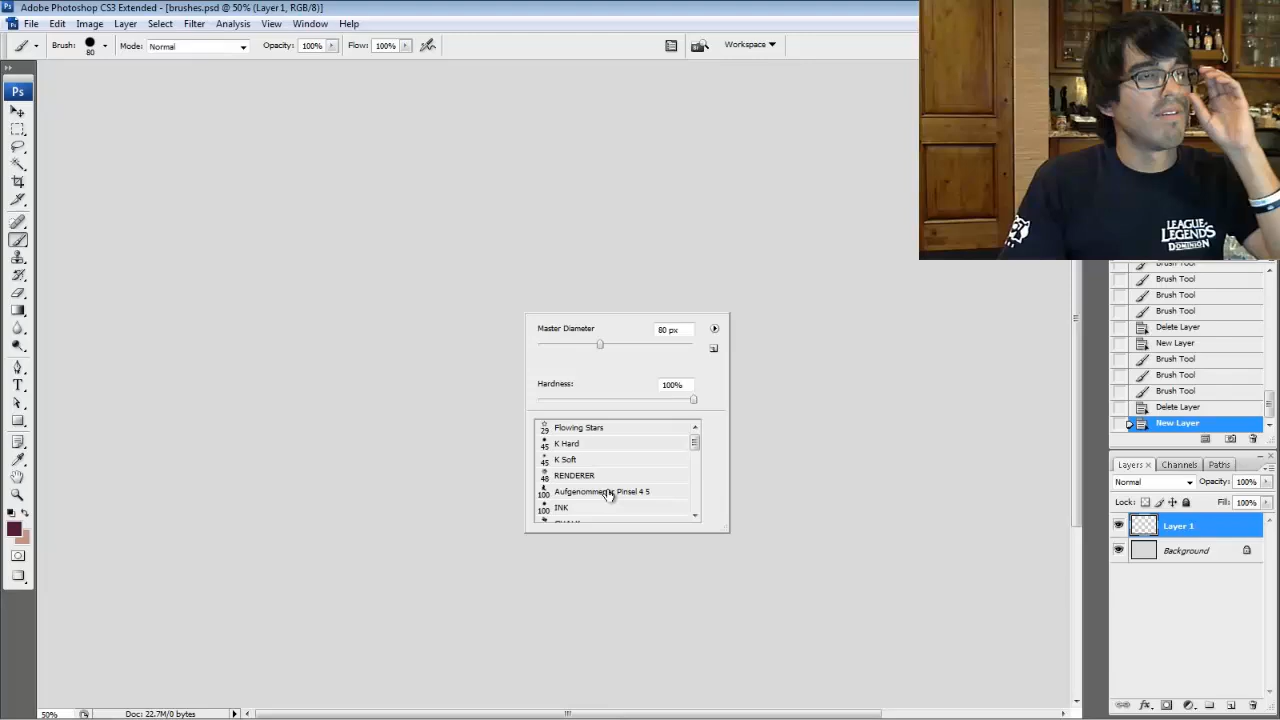 Adobe Photoshop CS3 Extended - [brushes.psd @ 50% (Layer 1, RGB/8)]
File Edit Image Layer Select Filter Analysis View Window Help
Brush: 80 Mode: Normal Opacity: 100% Flow: 100% Workspace
Ps
LEAGUE of LEGENDS
DOMINION
Brush Tool
Brush Tool
Brush Tool
Brush Tool
Delete Layer
New Layer
Brush Tool
Brush Tool
Brush Tool
Delete Layer
New Layer
Master Diameter 80 px
Hardness: 100%
29 Flowing Stars
45 K Hard
45 K Soft
48 RENDERER
100 Aufgenommener Pinsel 4 5
100 INK
CHALK
Layers Channels Paths
Normal Opacity: 100%
Lock: Fill: 100%
Layer 1
Background
50% Doc: 22.7M/0 bytes